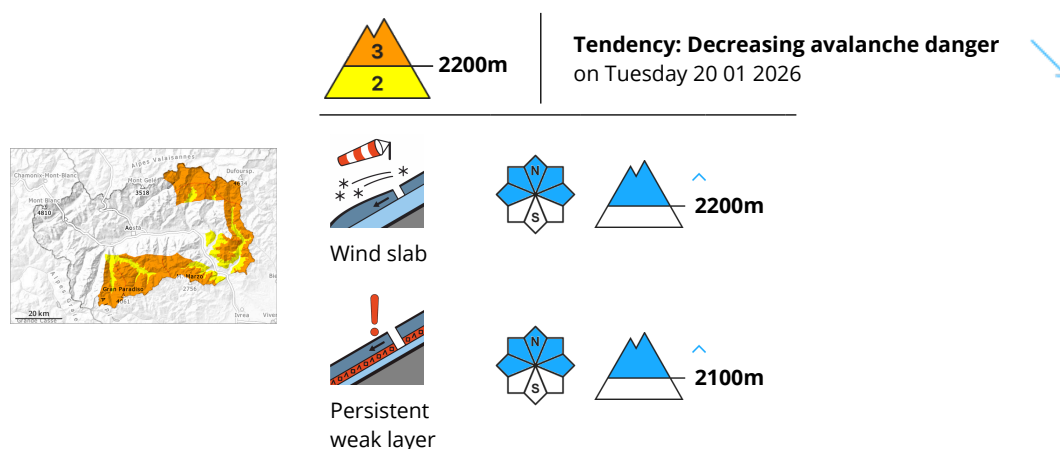 3
2
2200m
Tendency: Decreasing avalanche danger
on Tuesday 20 01 2026
N
S
2200m
Wind slab
N
S
2100m
Persistent
weak layer
Alpes Valaisannes
Chamonix-Mont-Blanc
Mont Gelé
3518
Dufoursp.
Mont Blanc
4810
Aosta
Gran Paradiso
4061
2756
Ivrea
20 km